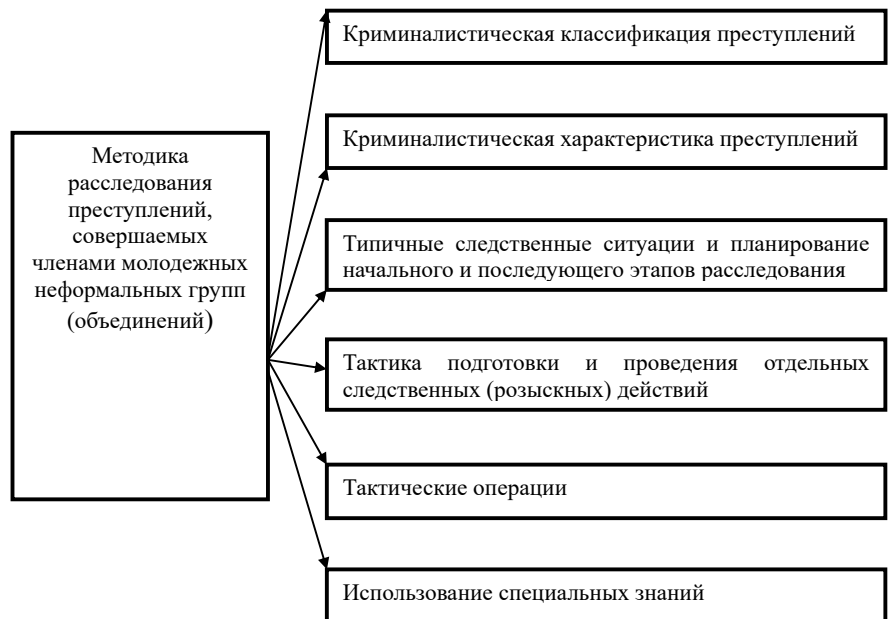 Криминалистическая классификация преступлений
Криминалистическая характеристика преступлений
Методика
расследования
преступлений,
совершаемых
членами молодежных
неформальных групп
(объединений)
Типичные следственные ситуации и планирование
начального и последующего этапов расследования
Тактика подготовки и проведения отдельных
следственных (розыскных) действий
Тактические операции
Использование специальных знаний